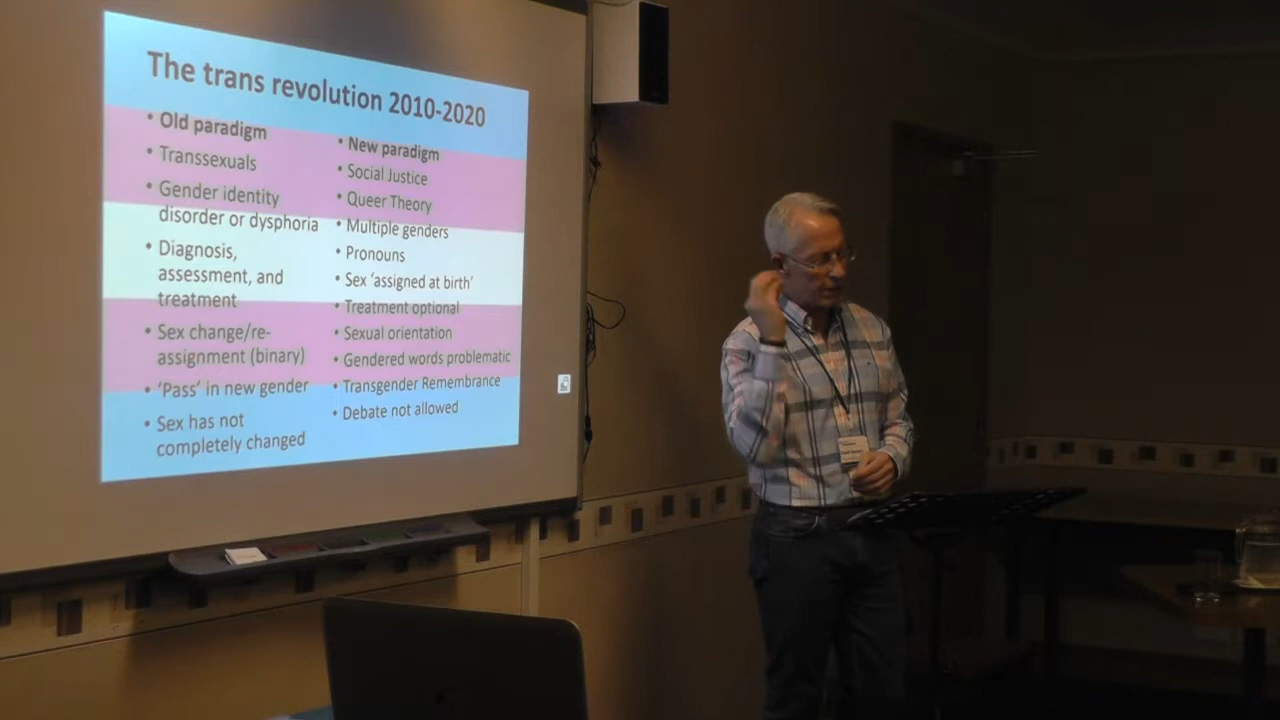 The trans revolution 2010-2020
• Old paradigm
• Transsexuals
• Gender identity
disorder or dysphoria
• Diagnosis,
assessment, and
treatment
• Sex change/re-
assignment (binary)
• 'Pass' in new gender
• Sex has not
completely changed
• New paradigm
• Social Justice
• Queer Theory
• Multiple genders
• Pronouns
• Sex 'assigned at birth'
• Treatment optional
• Sexual orientation
• Gendered words problematic
• Transgender Remembrance
• Debate not allowed